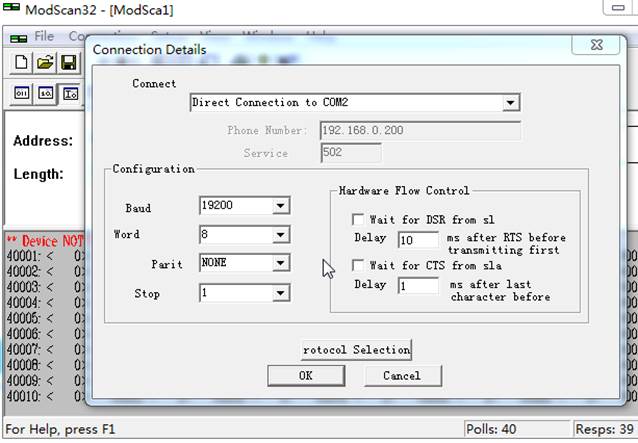 ModScan32 - [ModSca1]
File
Connection Details
Connect
Direct Connection to COM2
Phone Number: 192.168.0.200
Service 502
Address:
Length:
Configuration
Baud 19200
Word 8
Parit NONE
Stop 1
Hardware Flow Control
Wait for DSR from sl
Delay 10 ms after RTS before
transmitting first
Wait for CTS from sla
Delay 1 ms after last
character before
** Device NOT
40001: < 0>
40002: < 0>
40003: < 0>
40004: < 0>
40005: < 0>
40006: < 0>
40007: < 0>
40008: < 0>
40009: < 0>
40010: < 0>
rotocol Selection
OK Cancel
For Help, press F1 Polls: 40 Resps: 39